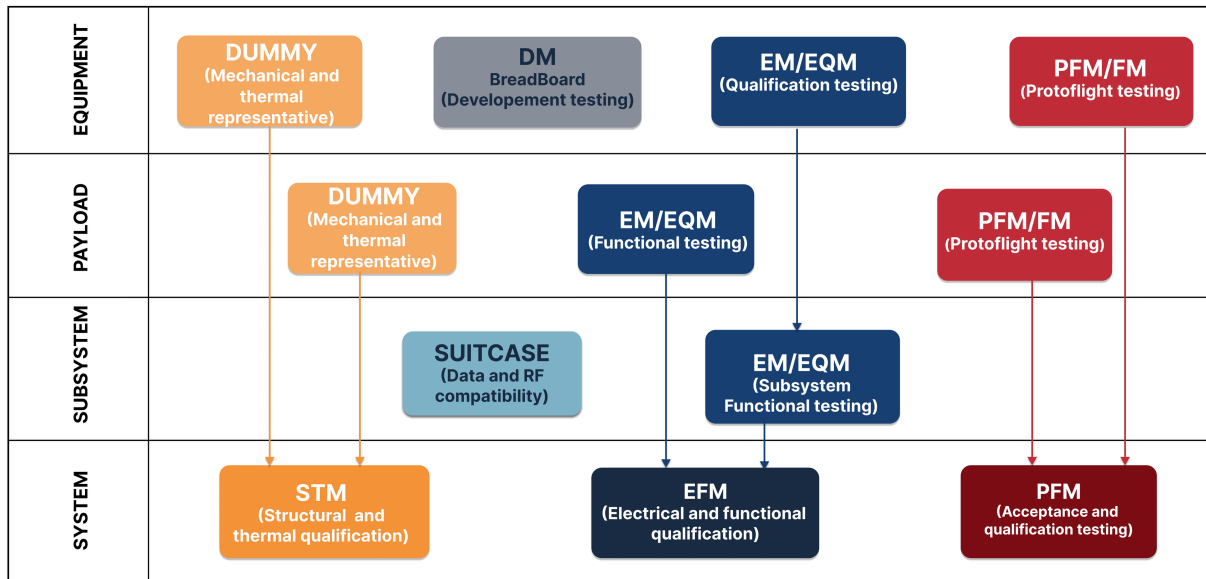 EQUIPMENT
DUMMY
(Mechanical and
thermal
representative)
DM
BreadBoard
(Developement testing)
EM/EQM
(Qualification testing)
PFM/FM
(Protoflight testing)
PAYLOAD
DUMMY
(Mechanical and
thermal
representative)
EM/EQM
(Functional testing)
PFM/FM
(Protoflight testing)
SUBSYSTEM
SUITCASE
(Data and RF
compatibility)
EM/EQM
(Subsystem
Functional testing)
SYSTEM
STM
(Structural and
thermal qualification)
EFM
(Electrical and functional
qualification)
PFM
(Acceptance and
qualification testing)